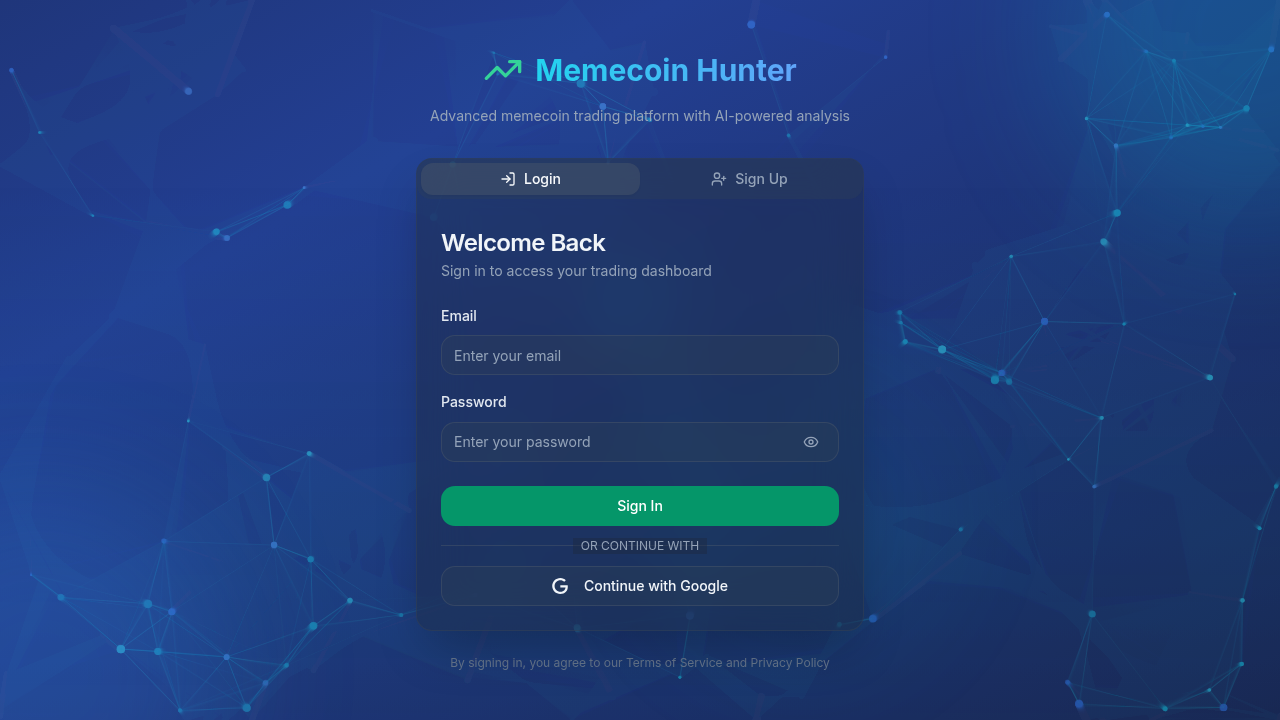 Memecoin Hunter
Advanced memecoin trading platform with AI-powered analysis
Login
Sign Up
Welcome Back
Sign in to access your trading dashboard
Email
Enter your email
Password
Enter your password
Sign In
OR CONTINUE WITH
Continue with Google
By signing in, you agree to our Terms of Service and Privacy Policy